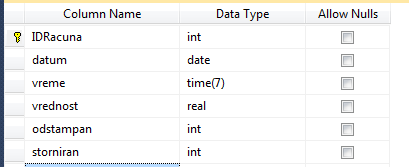 Column Name Data Type Allow Nulls
IDRacuna int
datum date
vreme time(7)
vrednost real
odstampan int
storniran int